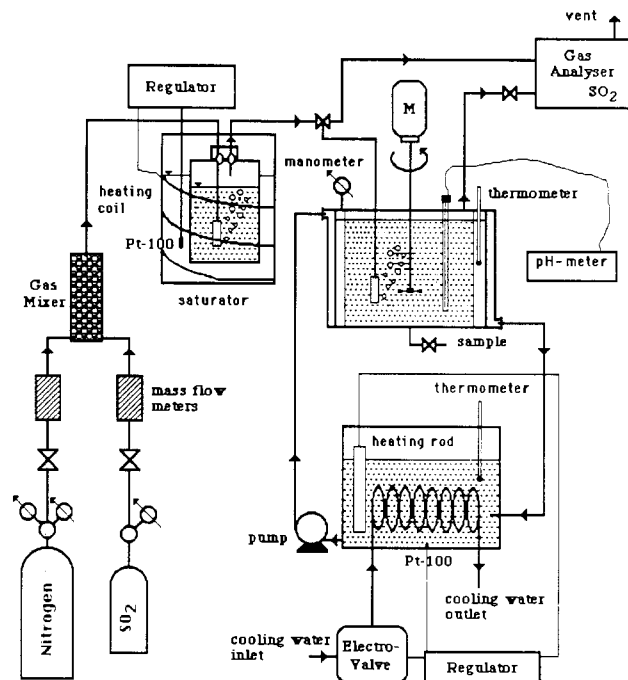 vent
Gas
Analyser
SO2
Regulator
M
manometer
heating
coil
thermometer
Pt-100
pH-meter
Gas
Mixer
saturator
sample
mass flow
meters
thermometer
heating rod
pump
Pt-100
cooling water
outlet
Nitrogen
SO2
cooling water
inlet
Electro-
Valve
Regulator